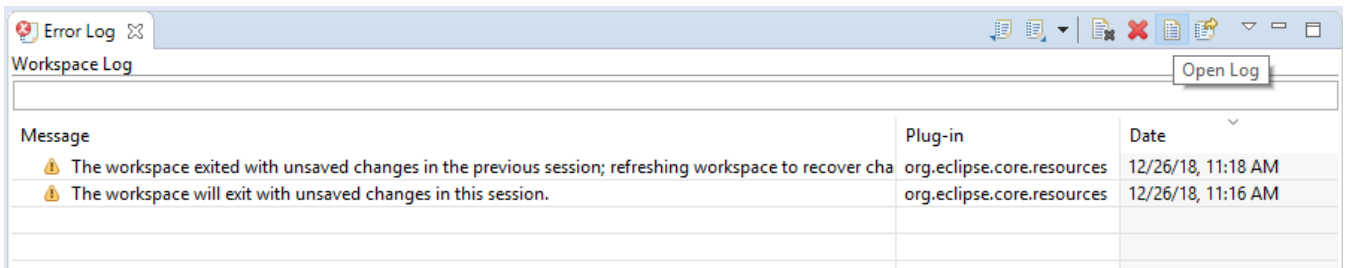 Error Log
Workspace Log
Open Log
Message Plug-in Date
The workspace exited with unsaved changes in the previous session; refreshing workspace to recover cha org.eclipse.core.resources 12/26/18, 11:18 AM
The workspace will exit with unsaved changes in this session. org.eclipse.core.resources 12/26/18, 11:16 AM